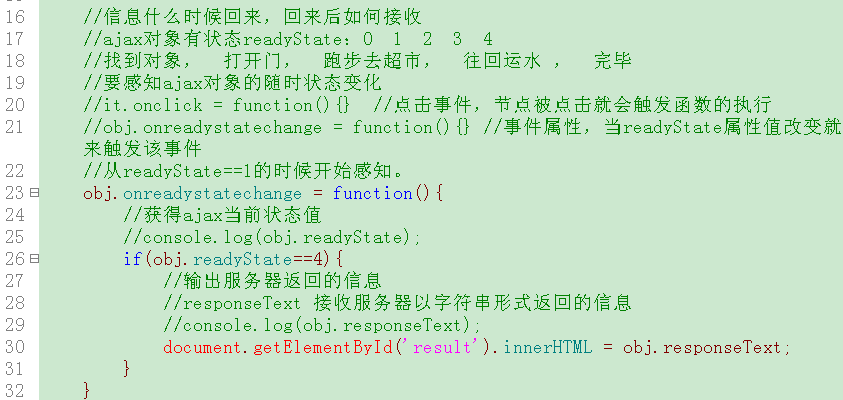 16 //信息什么时候回来，回来后如何接收
17 //ajax对象有状态readyState：0 1 2 3 4
18 //找到对象， 打开门， 跑步去超市， 往回运水 ， 完毕
19 //要感知ajax对象的随时状态变化
20 //it.onclick = function(){} //点击事件，节点被点击就会触发函数的执行
21 //obj.onreadystatechange = function(){} //事件属性，当readyState属性值改变就
来触发该事件
22 //从readyState==1的时候开始感知。
23 obj.onreadystatechange = function(){
24 //获得ajax当前状态值
25 //console.log(obj.readyState);
26 if(obj.readyState==4){
27 //输出服务器返回的信息
28 //responseText 接收服务器以字符串形式返回的信息
29 //console.log(obj.responseText);
30 document.getElementById('result').innerHTML = obj.responseText;
31 }
32 }